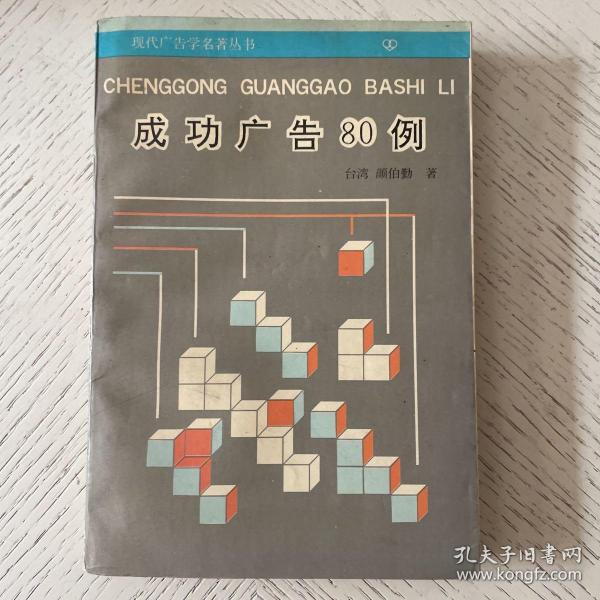 现代广告学名著丛书
CHENGGONG GUANGGAO BASHI LI
成功广告80例
台湾 颜伯勤 著
孔夫子旧书网
www.kongfz.com